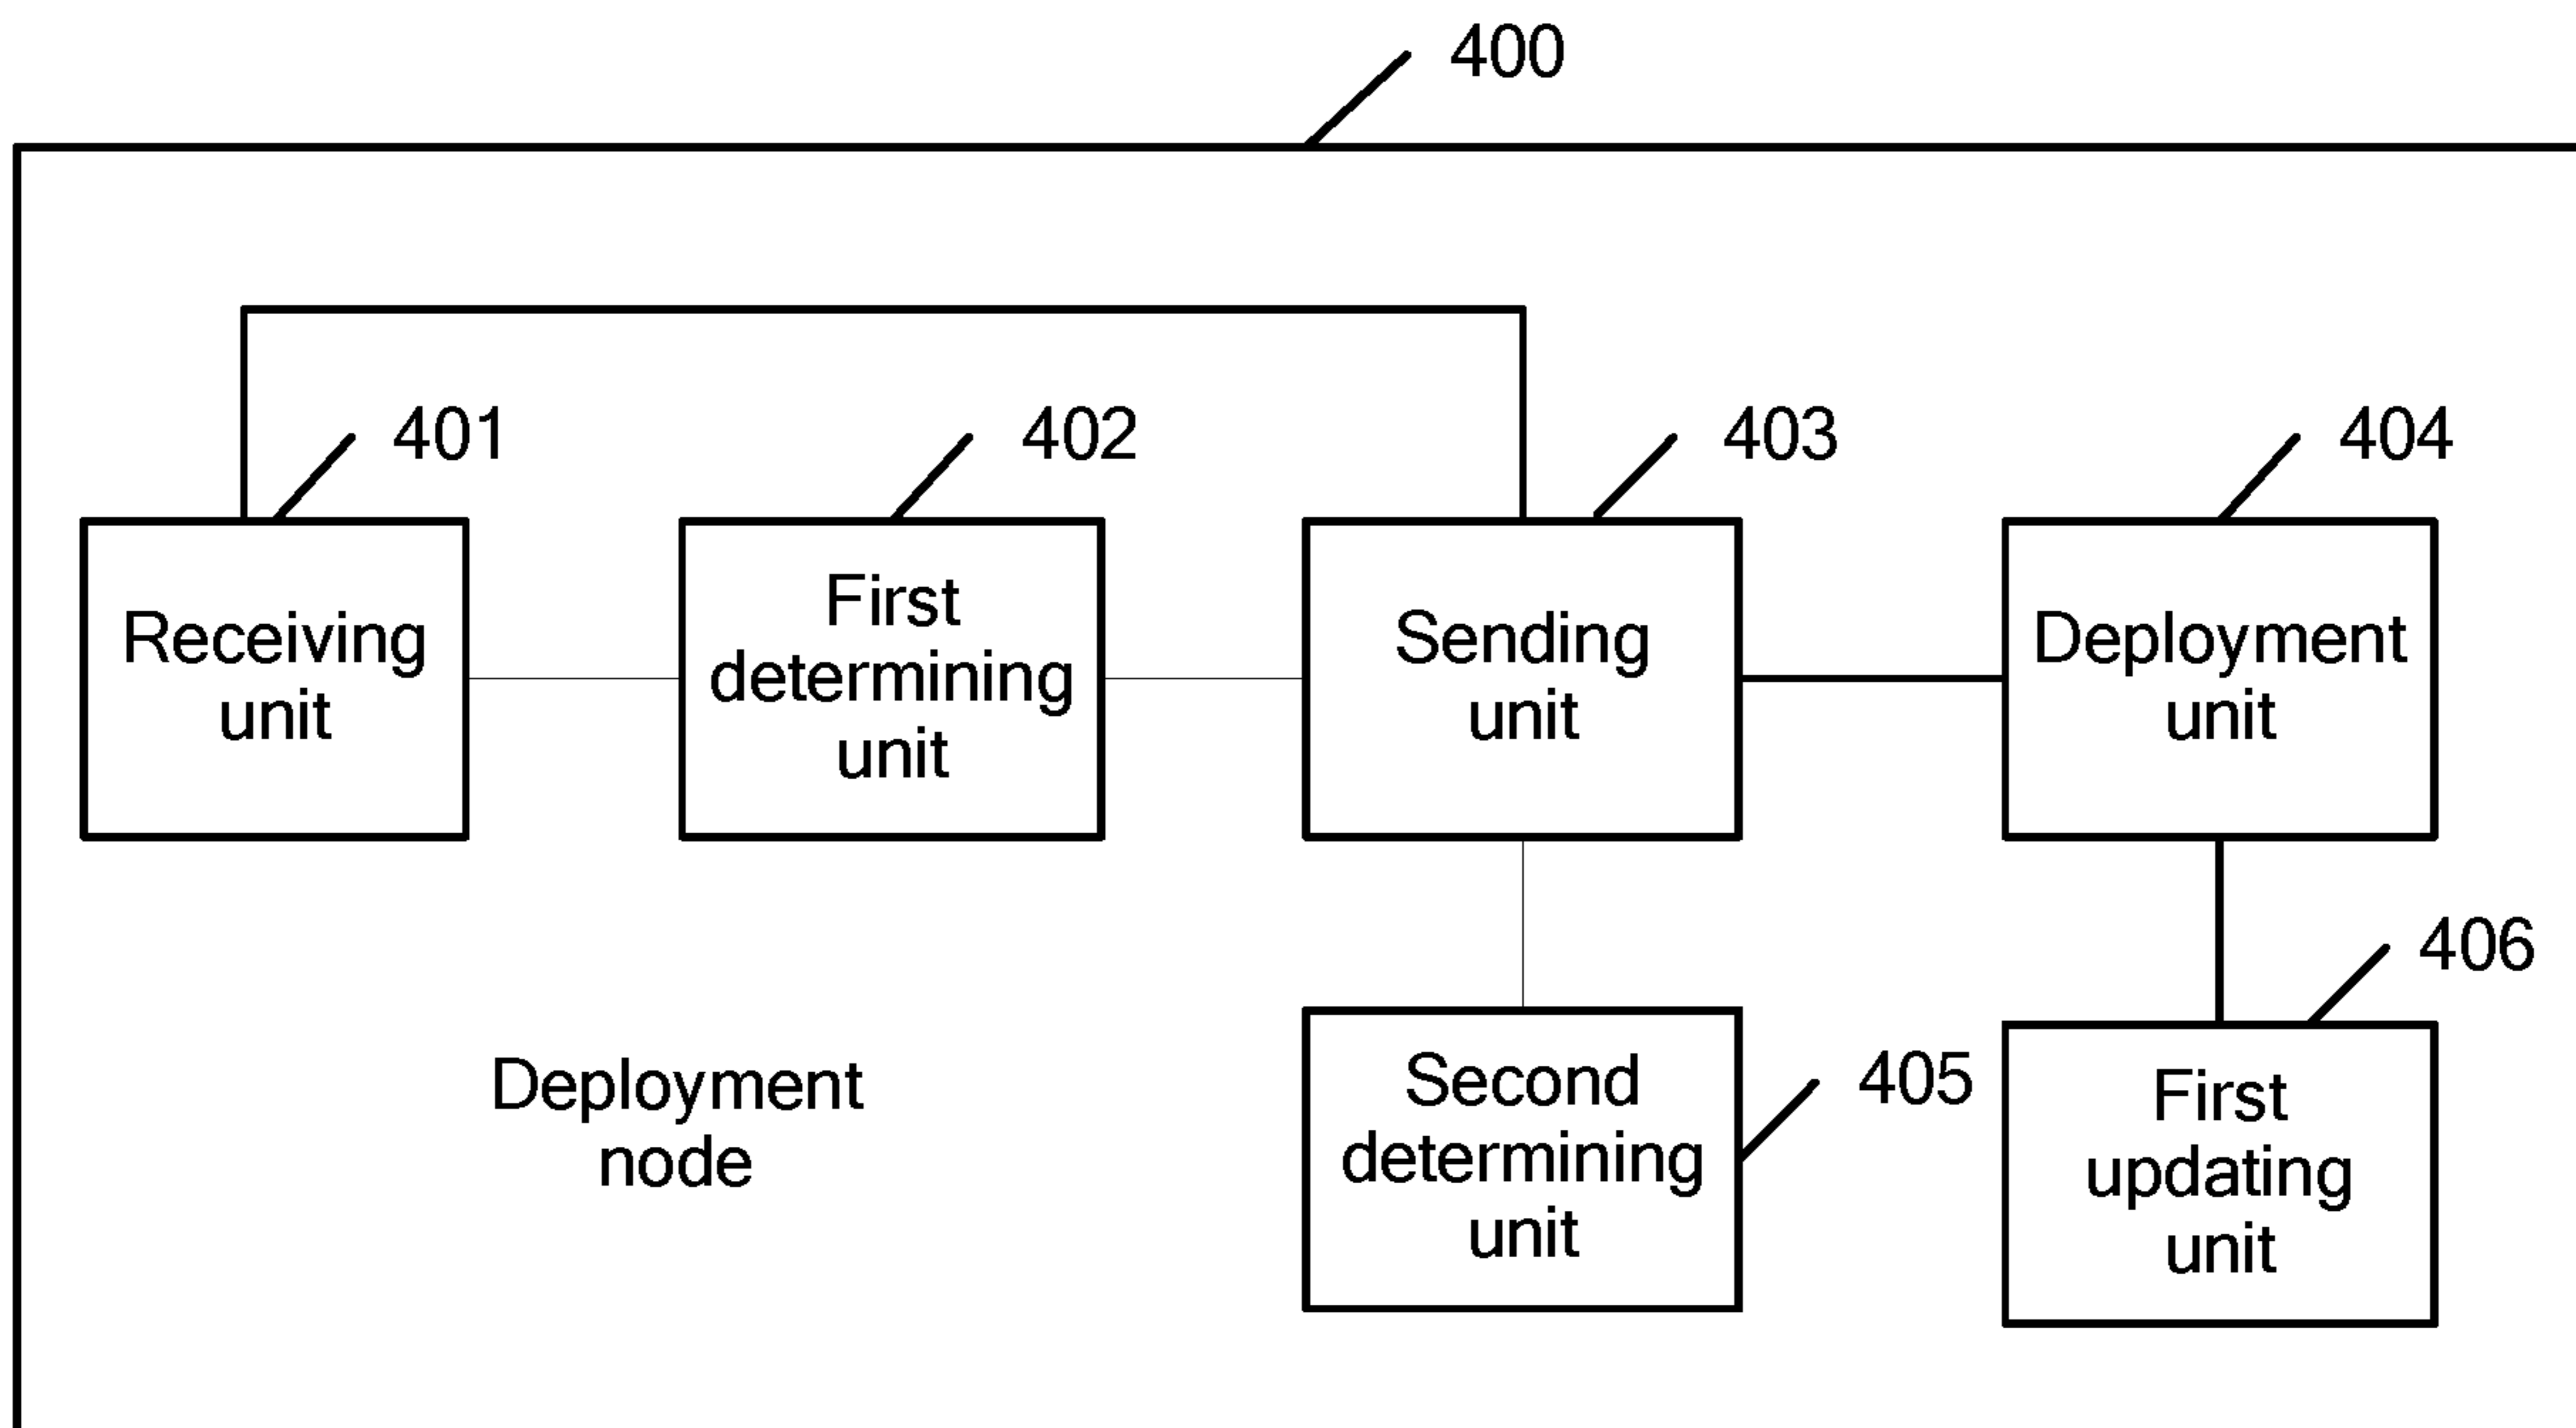 400
401
402
403
404
Receiving
unit
First
determining
unit
Sending
unit
Deployment
unit
406
405
Deployment
node
Second
determining
unit
First
updating
unit